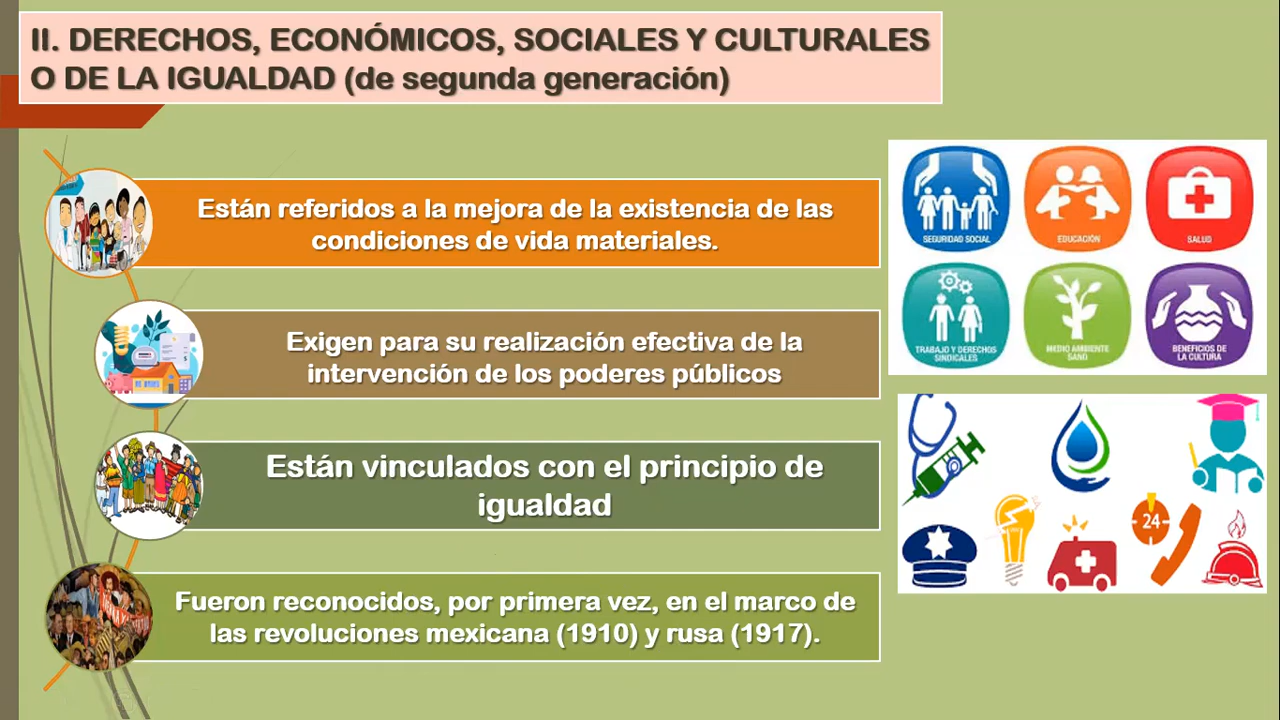 II. DERECHOS, ECONÓMICOS, SOCIALES Y CULTURALES
O DE LA IGUALDAD (de segunda generación)
Están referidos a la mejora de la existencia de las
condiciones de vida materiales.
Exigen para su realización efectiva de la
intervención de los poderes públicos
Están vinculados con el principio de
igualdad
Fueron reconocidos, por primera vez, en el marco de
las revoluciones mexicana (1910) y rusa (1917).
SEGURIDAD SOCIAL
EDUCACIÓN
SALUD
TRABAJO Y DERECHOS
SINDICALES
MEDIO AMBIENTE
SANO
BENEFICIOS DE
LA CULTURA
24